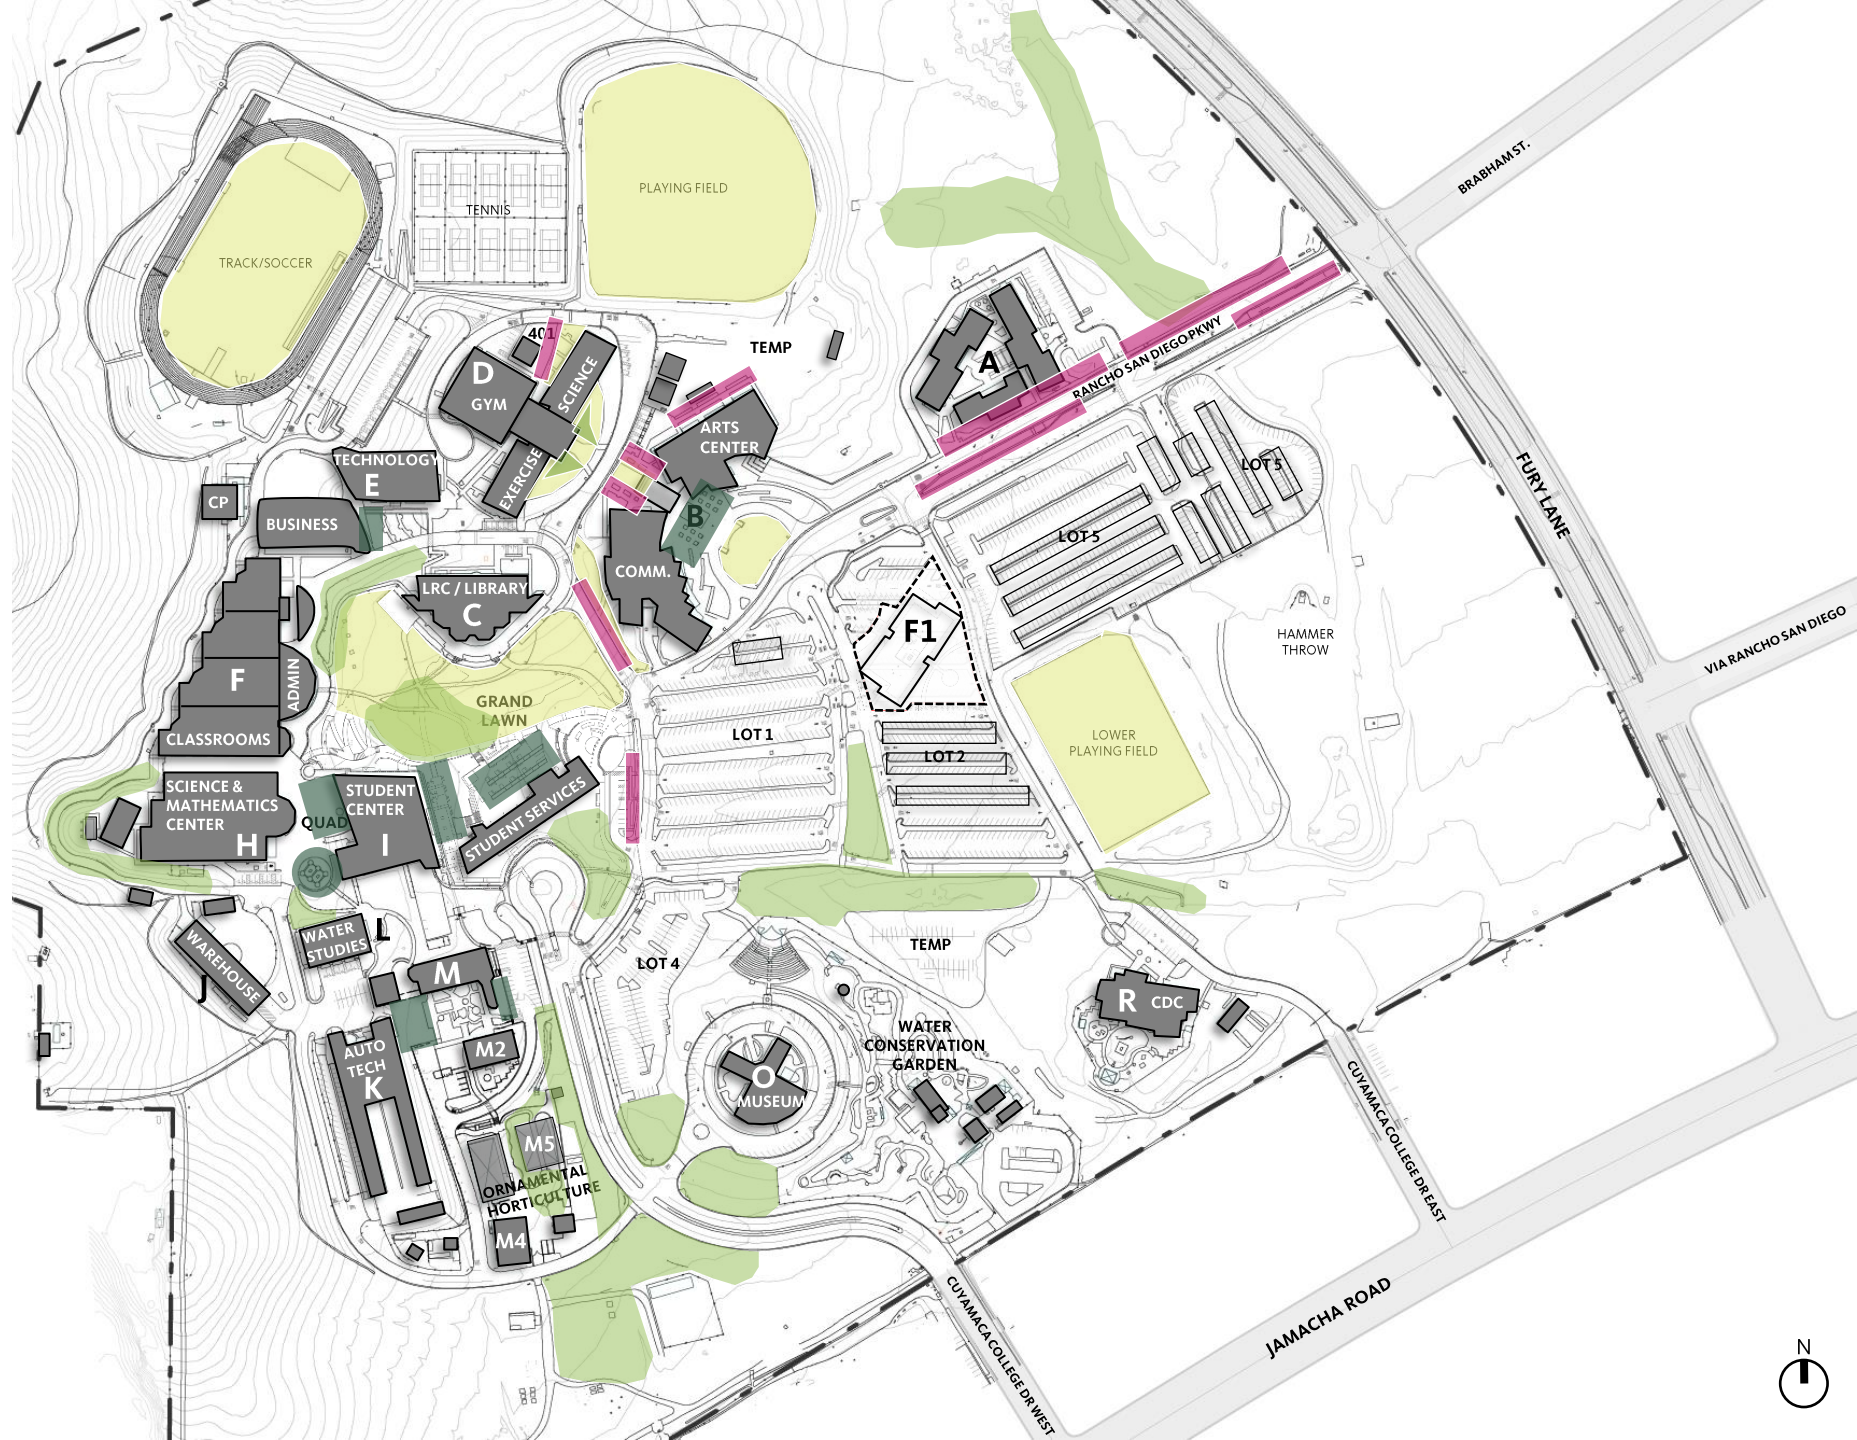 BRABHAM ST.
PLAYING FIELD
TENNIS
TRACK/SOCCER
401
TEMP
D
GYM
SCIENCE
EXERCISE
A
RANCHO SAN DIEGO PKWY
ARTS
CENTER
TECHNOLOGY
E
LOT 5
FURY LANE
CP
BUSINESS
B
LOT 5
COMM.
LRC / LIBRARY
C
F1
HAMMER
THROW
VIA RANCHO SAN DIEGO
F
ADMIN
GRAND
LAWN
CLASSROOMS
LOT 1
LOT 2
LOWER
PLAYING FIELD
SCIENCE &
MATHEMATICS
CENTER
H
QUAD
STUDENT
CENTER
I
STUDENT SERVICES
WATER
STUDIES
L
TEMP
LOT 4
WAREHOUSE
J
M
R
CDC
WATER
CONSERVATION
GARDEN
AUTO
TECH
K
M2
O
MUSEUM
CUYAMACA COLLEGE DR EAST
M5
ORNAMENTAL
HORTICULTURE
M4
CUYAMACA COLLEGE DR WEST
JAMACHA ROAD
N